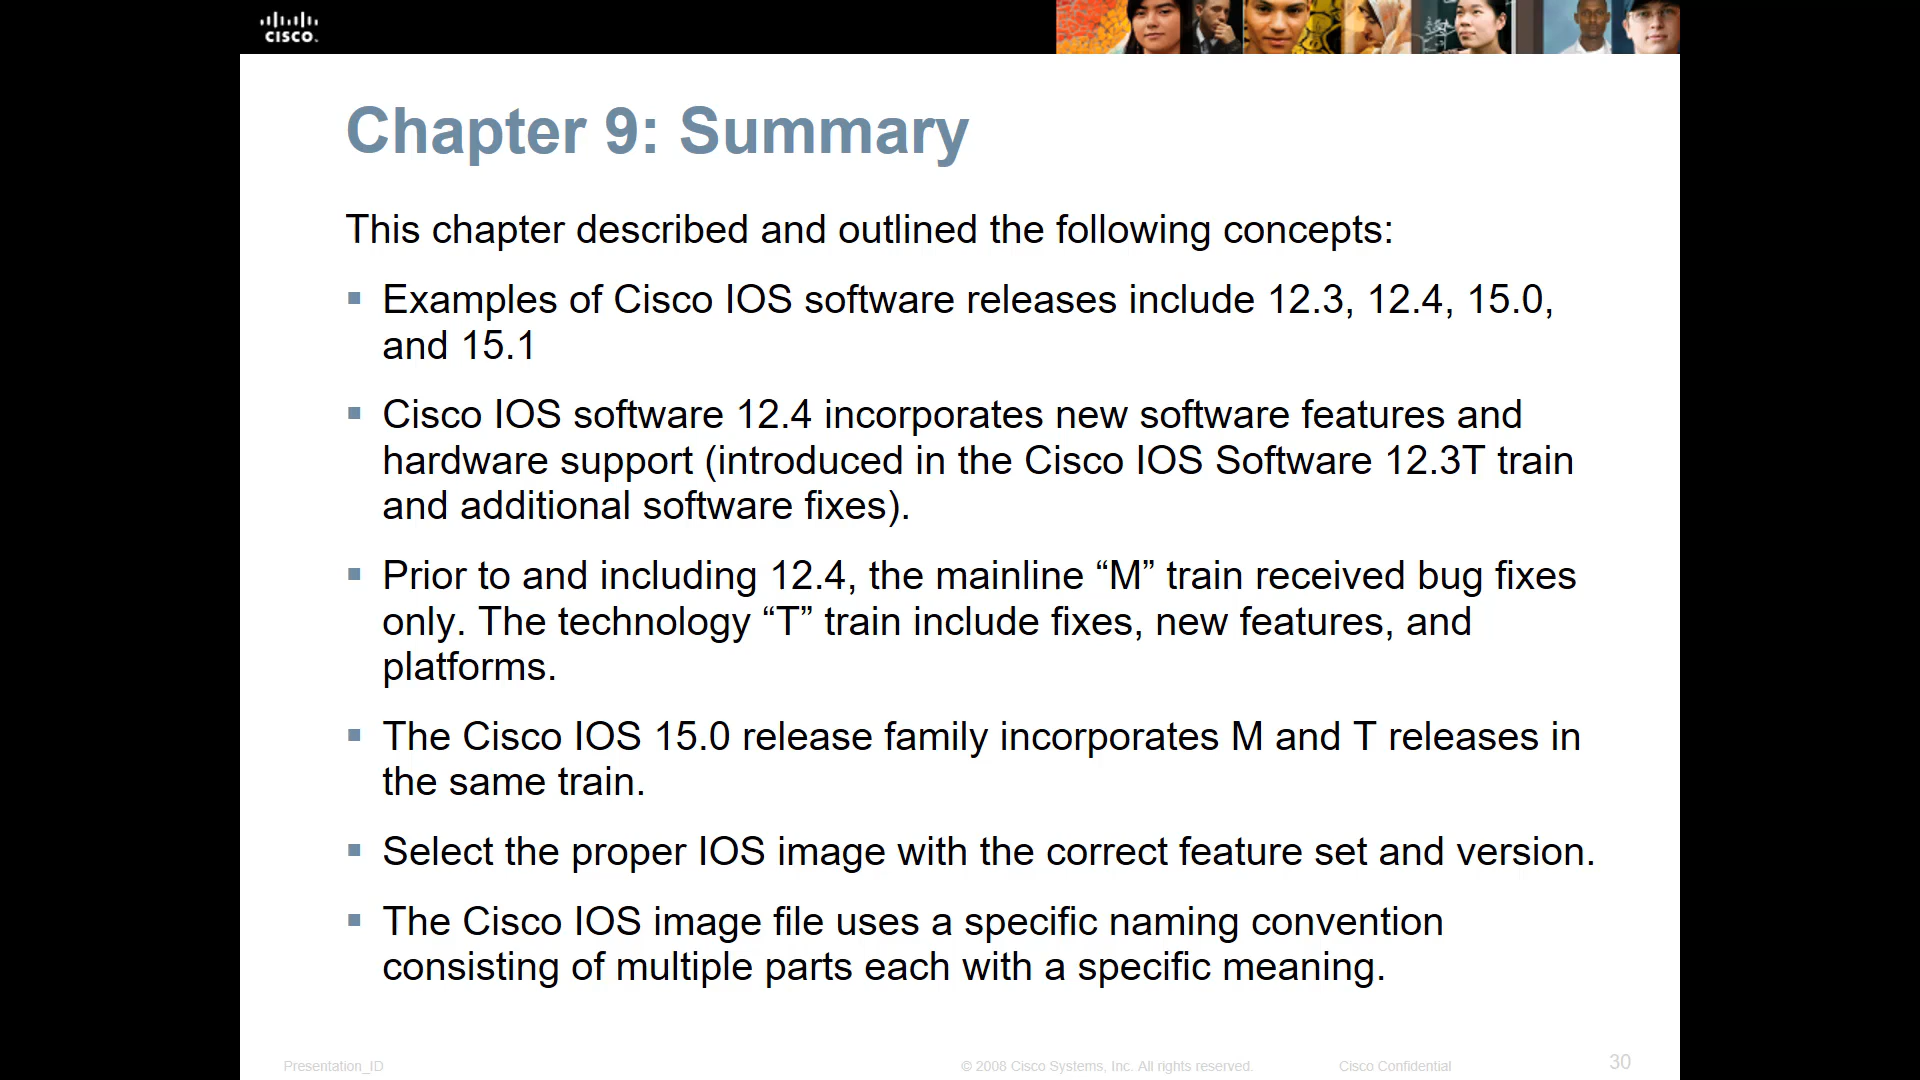 CISCO.
Chapter 9: Summary
This chapter described and outlined the following concepts:
▪ Examples of Cisco IOS software releases include 12.3, 12.4, 15.0,
and 15.1
▪ Cisco IOS software 12.4 incorporates new software features and
hardware support (introduced in the Cisco IOS Software 12.3T train
and additional software fixes).
▪ Prior to and including 12.4, the mainline “M” train received bug fixes
only. The technology “T” train include fixes, new features, and
platforms.
▪ The Cisco IOS 15.0 release family incorporates M and T releases in
the same train.
▪ Select the proper IOS image with the correct feature set and version.
▪ The Cisco IOS image file uses a specific naming convention
consisting of multiple parts each with a specific meaning.
Presentation_ID © 2008 Cisco Systems, Inc. All rights reserved. Cisco Confidential 30